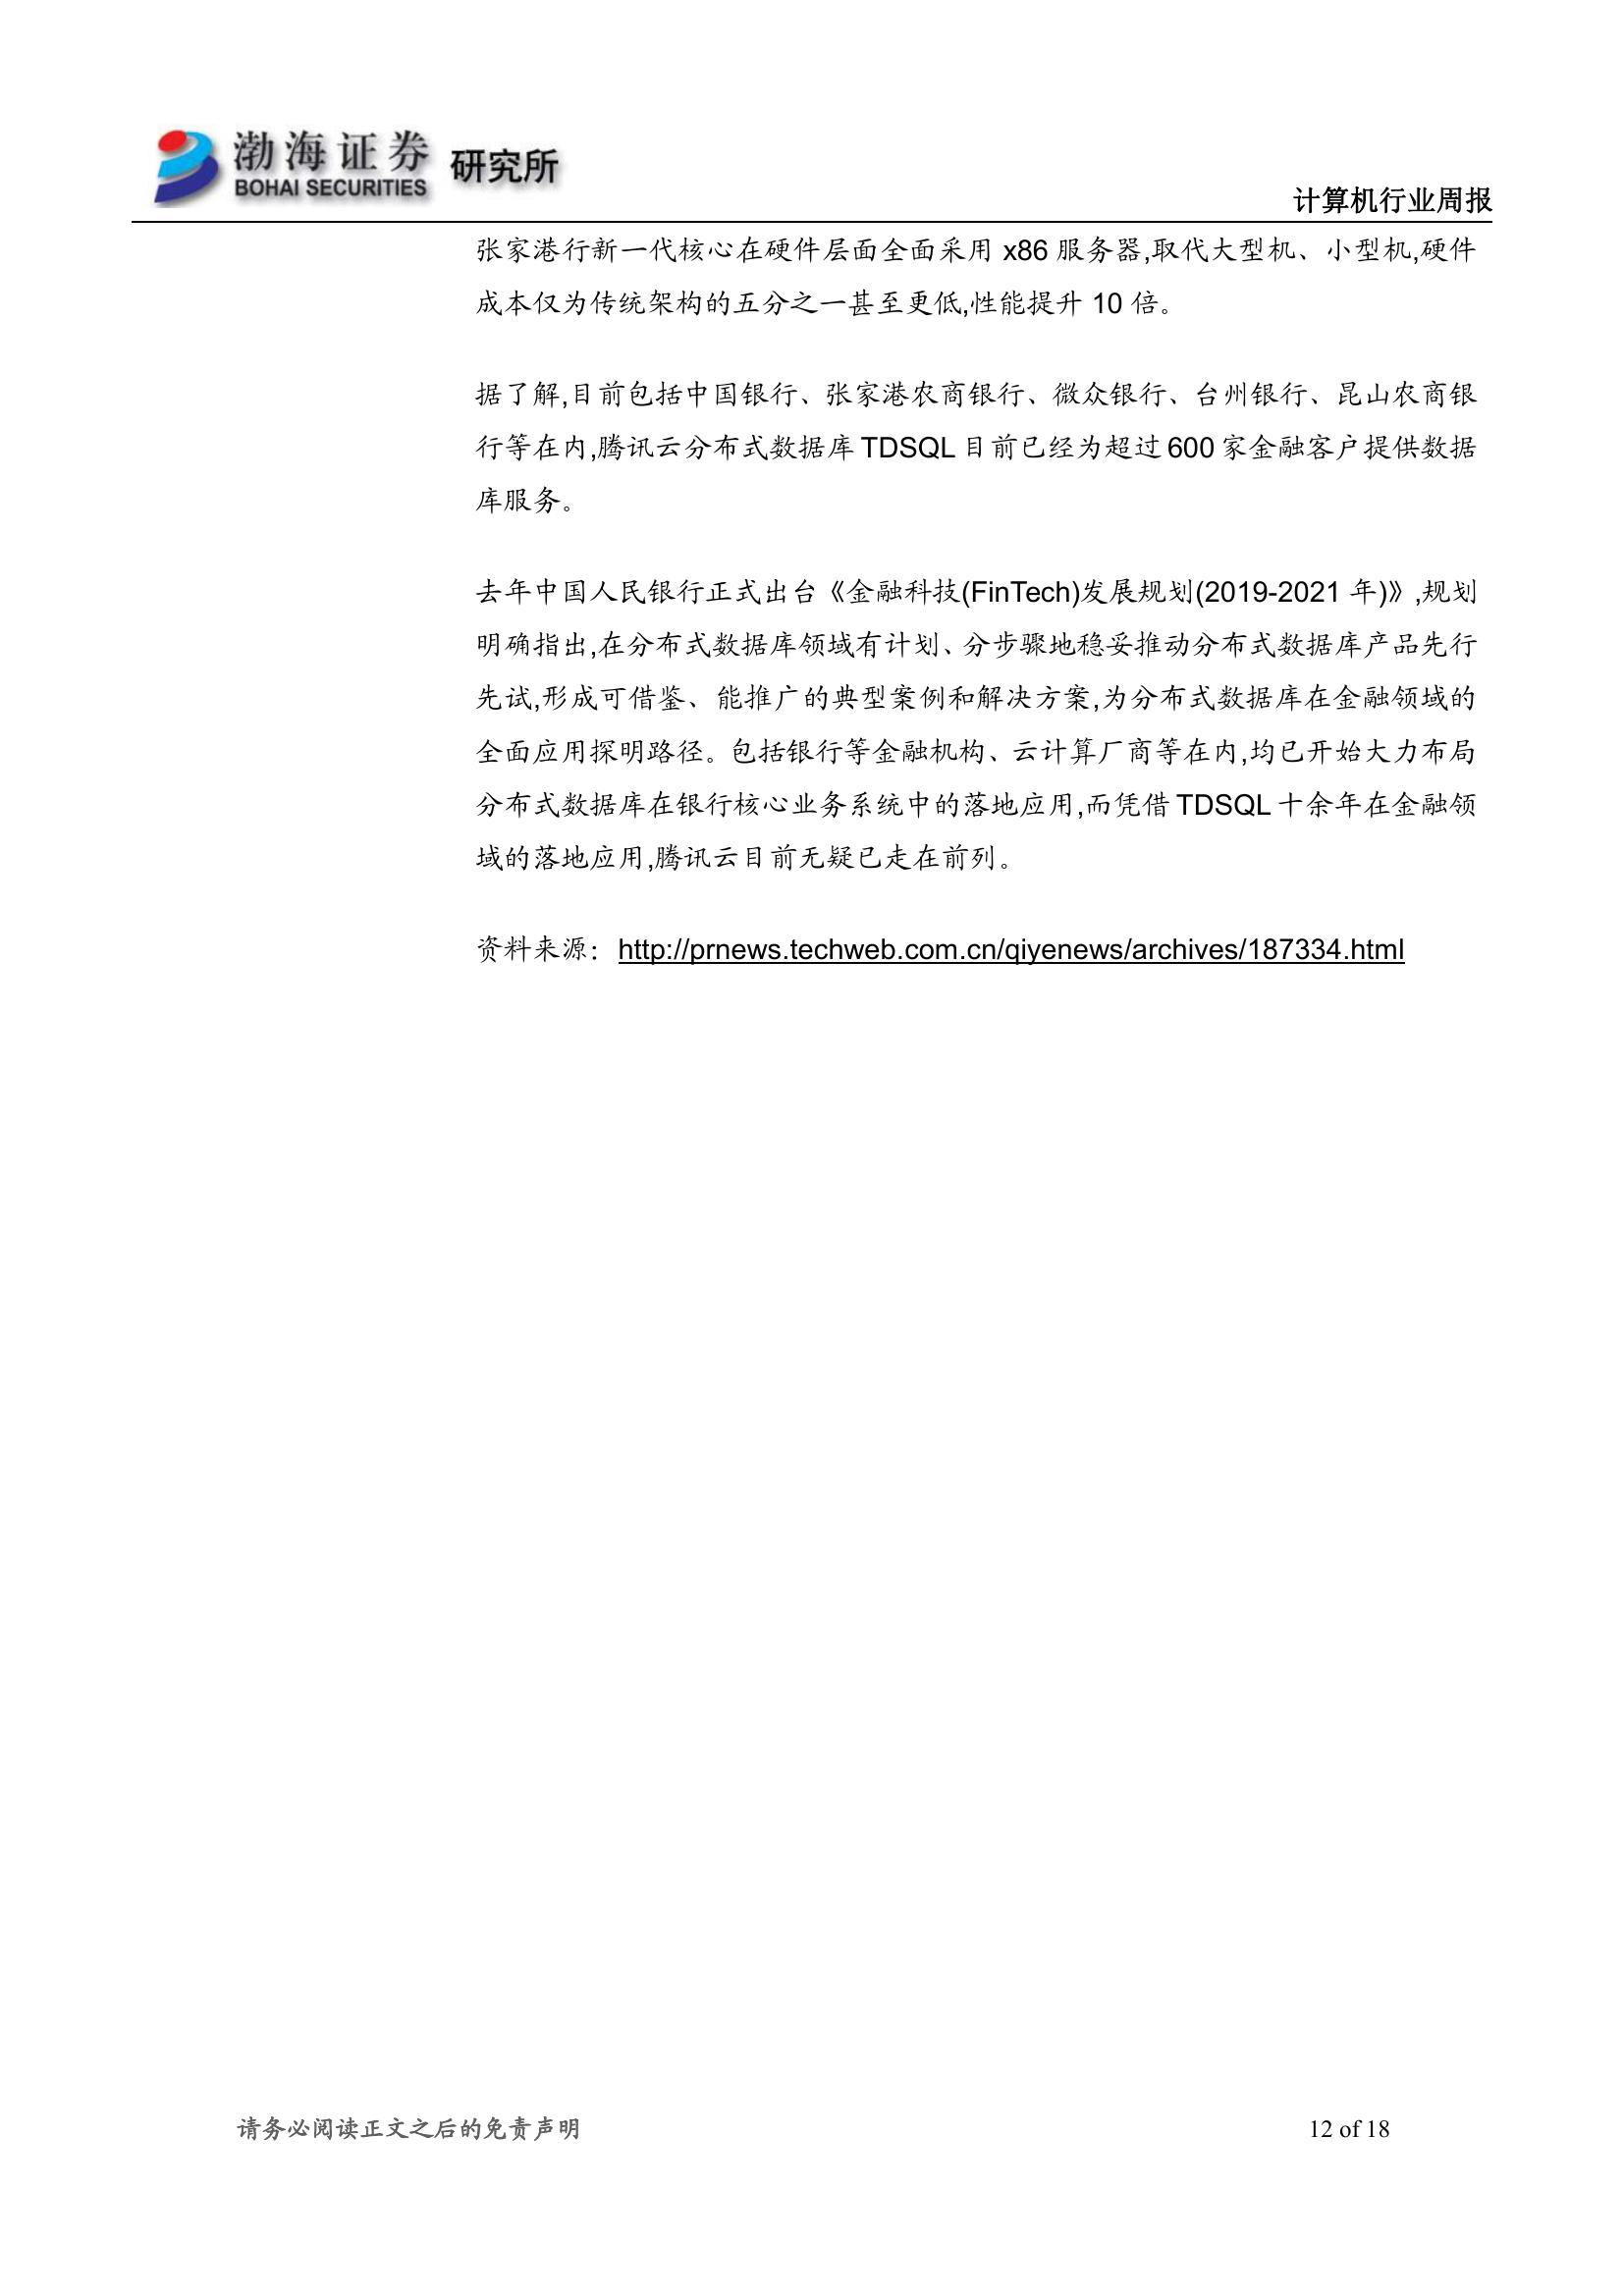 渤海证券 研究所
BOHAI SECURITIES
计算机行业周报
张家港行新一代核心在硬件层面全面采用 x86 服务器,取代大型机、小型机,硬件
成本仅为传统架构的五分之一甚至更低,性能提升 10 倍。
据了解,目前包括中国银行、张家港农商银行、微众银行、台州银行、昆山农商银
行等在内,腾讯云分布式数据库 TDSQL 目前已经为超过 600 家金融客户提供数据
库服务。
去年中国人民银行正式出台《金融科技(FinTech)发展规划(2019-2021 年)》,规划
明确指出,在分布式数据库领域有计划、分步骤地稳妥推动分布式数据库产品先行
先试,形成可借鉴、能推广的典型案例和解决方案,为分布式数据库在金融领域的
全面应用探明路径。包括银行等金融机构、云计算厂商等在内,均已开始大力布局
分布式数据库在银行核心业务系统中的落地应用,而凭借 TDSQL 十余年在金融领
域的落地应用,腾讯云目前无疑已走在前列。
资料来源：http://prnews.techweb.com.cn/qiyenews/archives/187334.html
请务必阅读正文之后的免责声明
12 of 18